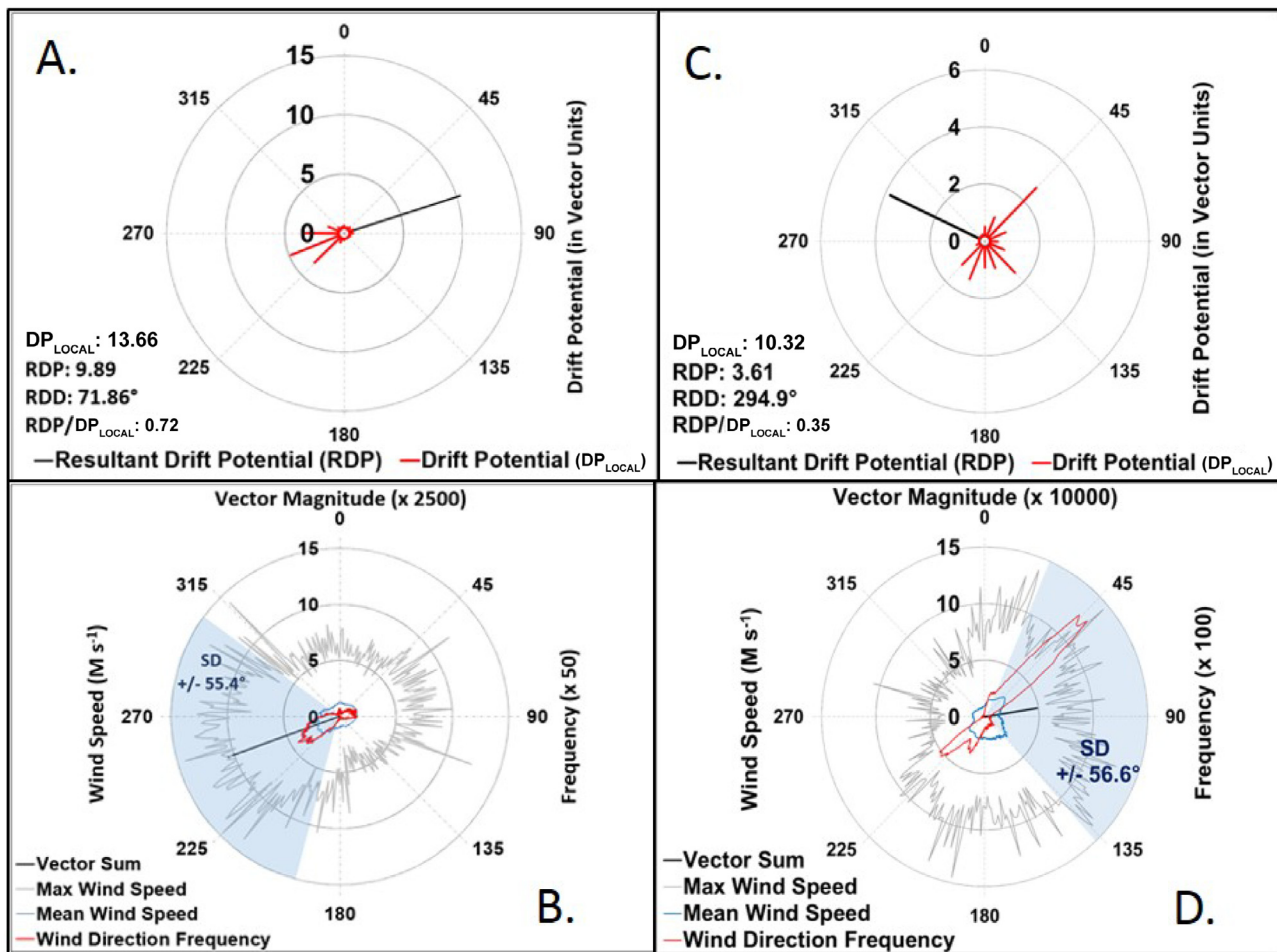 A.
0
15
10
5
0
45
90
135
180
225
270
315
Drift Potential (in Vector Units)
DP_LOCAL: 13.66
RDP: 9.89
RDD: 71.86°
RDP/DP_LOCAL: 0.72
—Resultant Drift Potential (RDP) —Drift Potential (DP_LOCAL)
C.
0
6
4
2
0
45
90
135
180
225
270
315
Drift Potential (in Vector Units)
DP_LOCAL: 10.32
RDP: 3.61
RDD: 294.9°
RDP/DP_LOCAL: 0.35
—Resultant Drift Potential (RDP) —Drift Potential (DP_LOCAL)
Vector Magnitude (x 2500)
0
15
10
5
0
45
90
135
180
225
270
315
Wind Speed (M s⁻¹)
Frequency (x 50)
SD
+/- 55.4°
—Vector Sum
—Max Wind Speed
—Mean Wind Speed
—Wind Direction Frequency
B.
Vector Magnitude (x 10000)
0
15
10
5
0
45
90
135
180
225
270
315
Wind Speed (M s⁻¹)
Frequency (x 100)
SD
+/- 56.6°
—Vector Sum
—Max Wind Speed
—Mean Wind Speed
—Wind Direction Frequency
D.